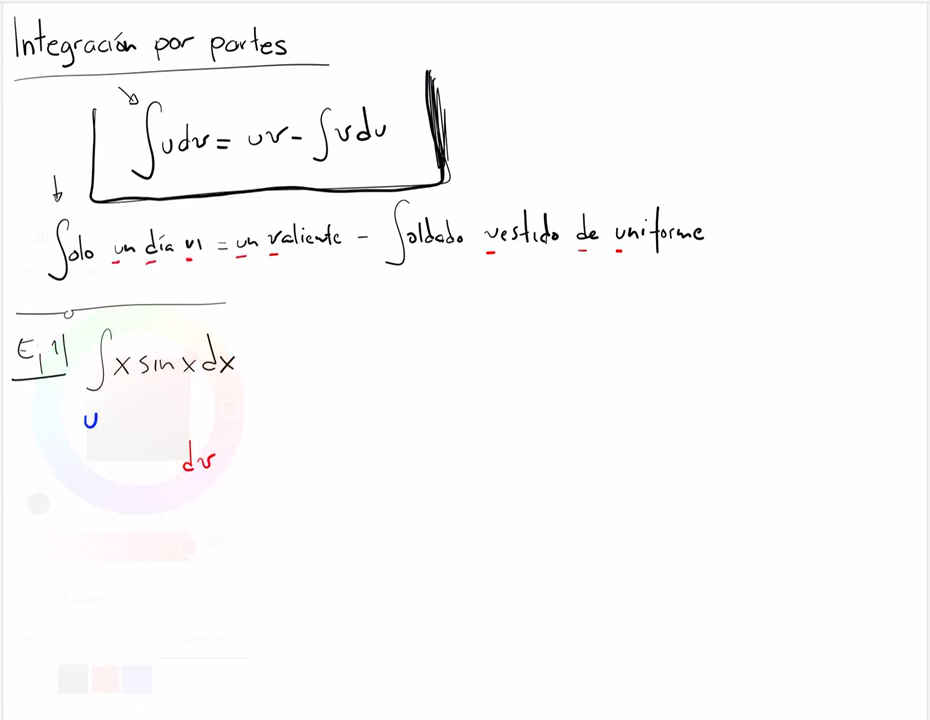 Integración por partes
∫udv = uv - ∫vdu
∫olo un día vi = un valiente - ∫oldado vestido de uniforme
Ej 1) ∫x sin x dx
u
dv